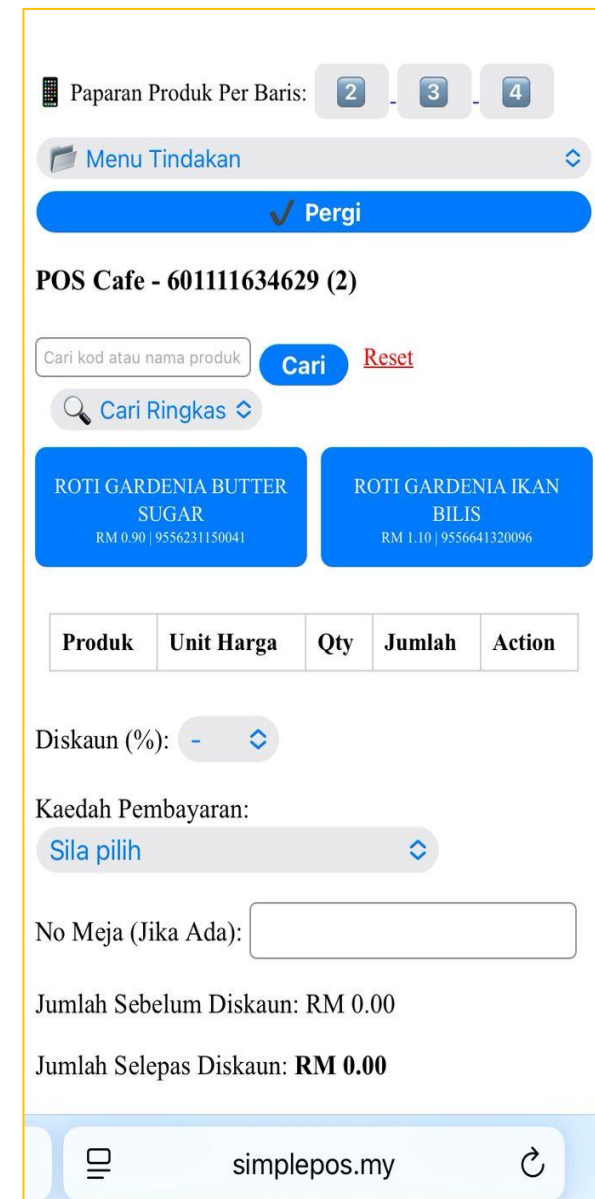 Paparan Produk Per Baris: 2 3 4
Menu Tindakan
Pergi
POS Cafe - 601111634629 (2)
Cari kod atau nama produk Cari Reset
Cari Ringkas
ROTI GARDENIA BUTTER
SUGAR
RM 0.90 | 9556231150041
ROTI GARDENIA IKAN
BILIS
RM 1.10 | 9556641320096
Produk Unit Harga Qty Jumlah Action
Diskaun (%): -
Kaedah Pembayaran:
Sila pilih
No Meja (Jika Ada):
Jumlah Sebelum Diskaun: RM 0.00
Jumlah Selepas Diskaun: RM 0.00
simplepos.my